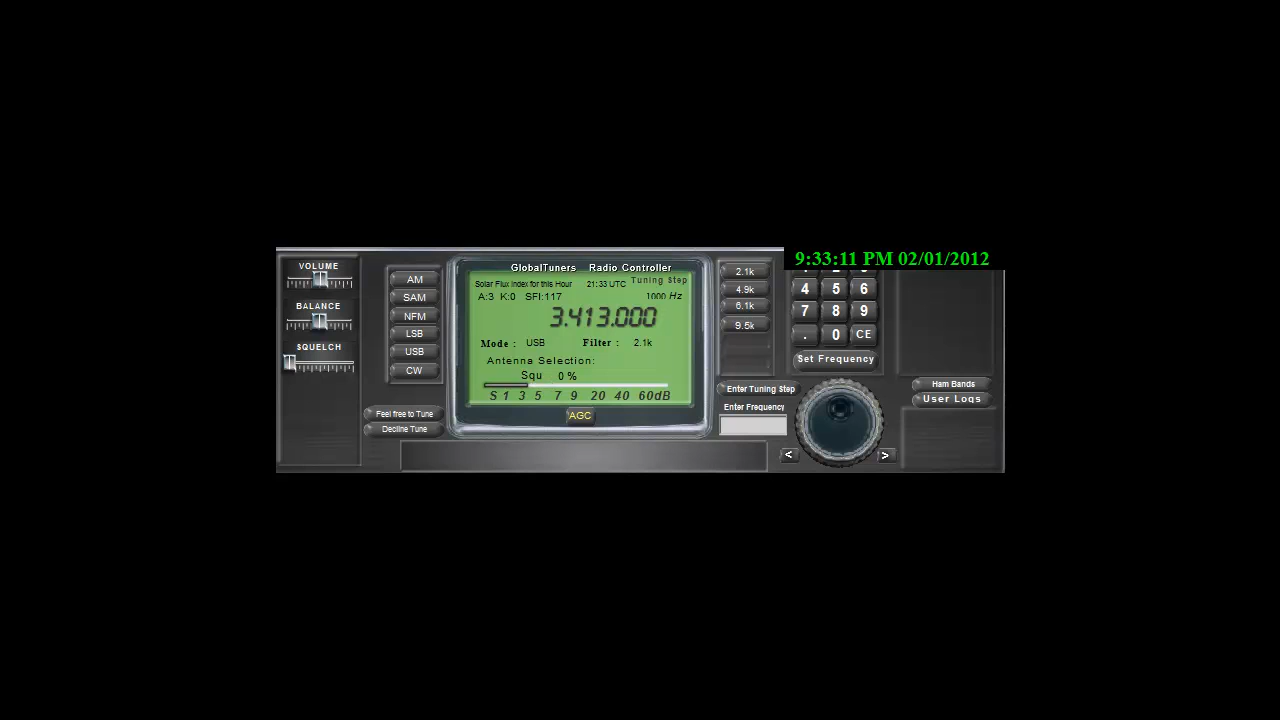 9:33:11 PM 02/01/2012
VOLUME
BALANCE
SQUELCH
AM
SAM
NFM
LSB
USB
CW
Feel free to Tune
Decline Tune
GlobalTuners Radio Controller
Solar Flux Index for this Hour 21:33 UTC Tuning Step
A:3 K:0 SFI:117 1000 Hz
3.413.000
Mode : USB Filter : 2.1k
Antenna Selection:
Squ 0 %
S 1 3 5 7 9 20 40 60dB
AGC
2.1k
4.9k
6.1k
9.5k
Enter Tuning Step
Enter Frequency
4 5 6
7 8 9
. 0 CE
Set Frequency
< >
Ham Bands
User Logs